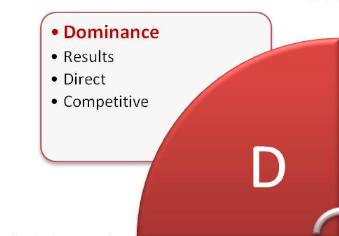 • Dominance
• Results
• Direct
• Competitive
D